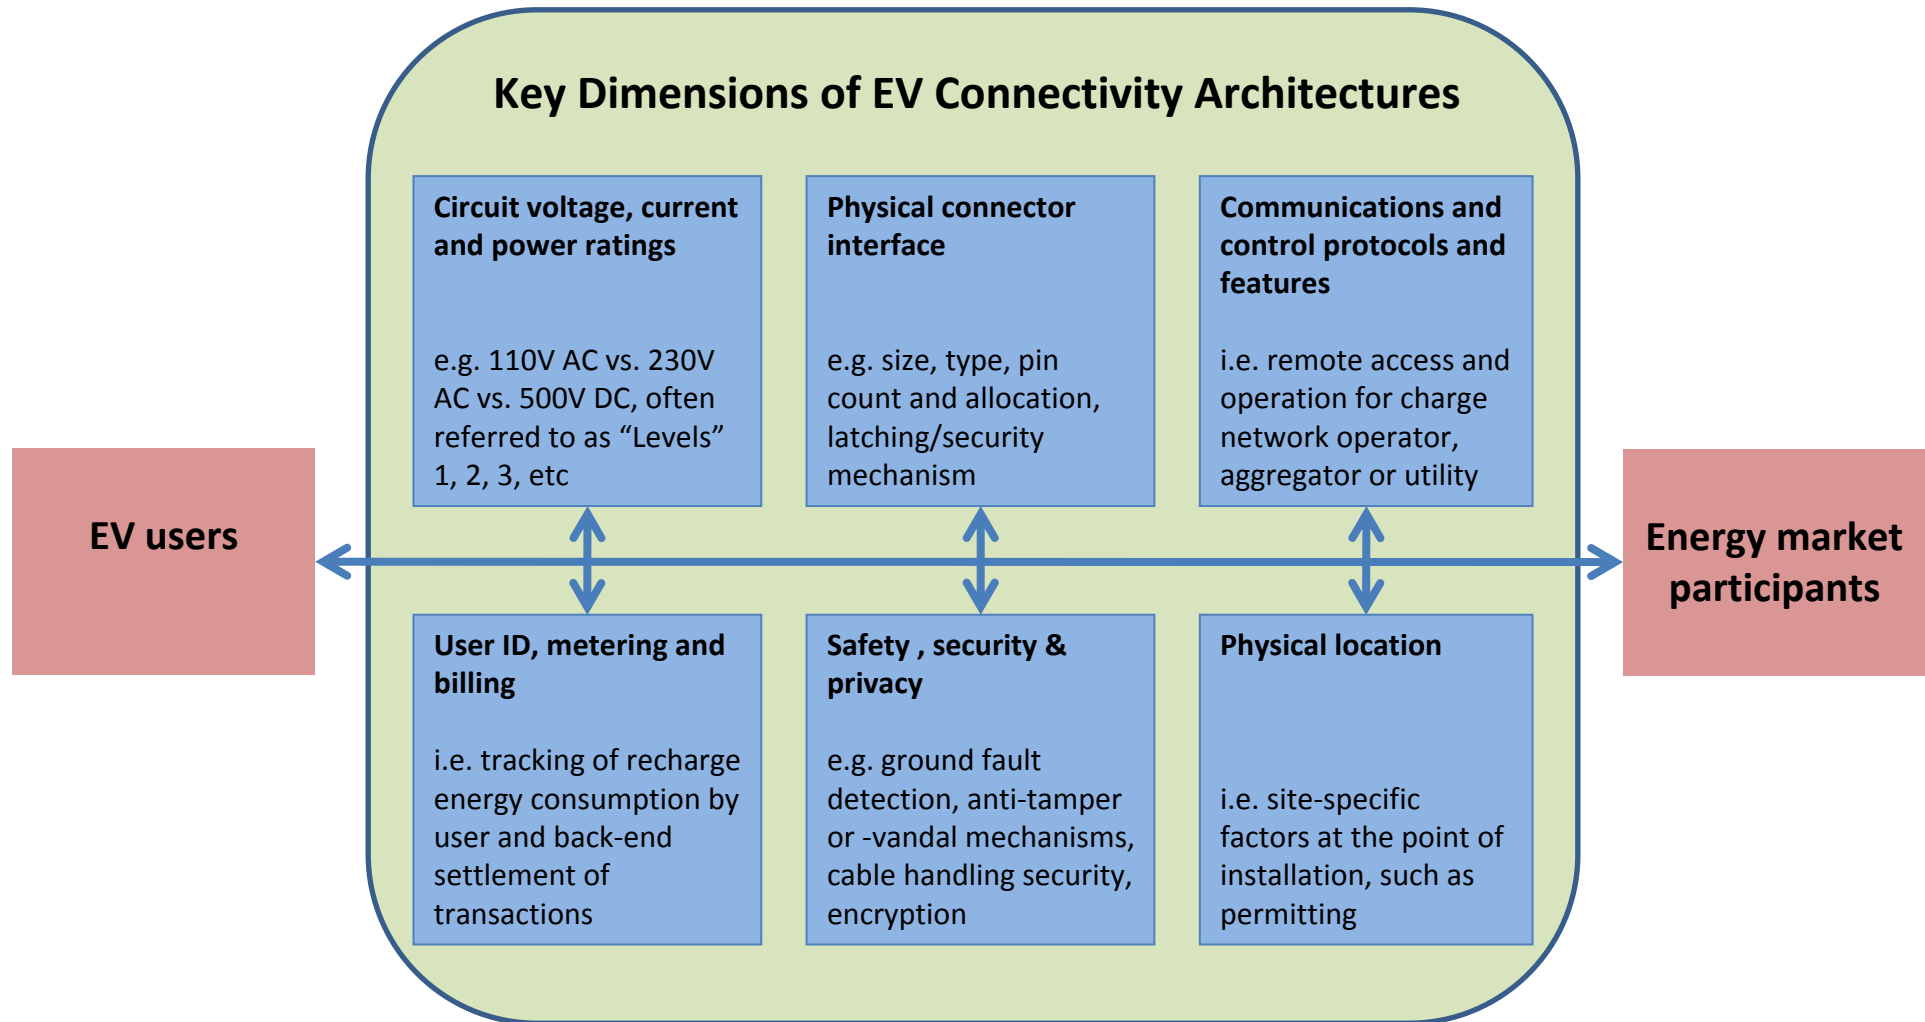 Key Dimensions of EV Connectivity Architectures
Circuit voltage, current
and power ratings
e.g. 110V AC vs. 230V
AC vs. 500V DC, often
referred to as “Levels”
1, 2, 3, etc
Physical connector
interface
e.g. size, type, pin
count and allocation,
latching/security
mechanism
Communications and
control protocols and
features
i.e. remote access and
operation for charge
network operator,
aggregator or utility
EV users
Energy market
participants
User ID, metering and
billing
i.e. tracking of recharge
energy consumption by
user and back-end
settlement of
transactions
Safety , security &
privacy
e.g. ground fault
detection, anti-tamper
or -vandal mechanisms,
cable handling security,
encryption
Physical location
i.e. site-specific
factors at the point of
installation, such as
permitting